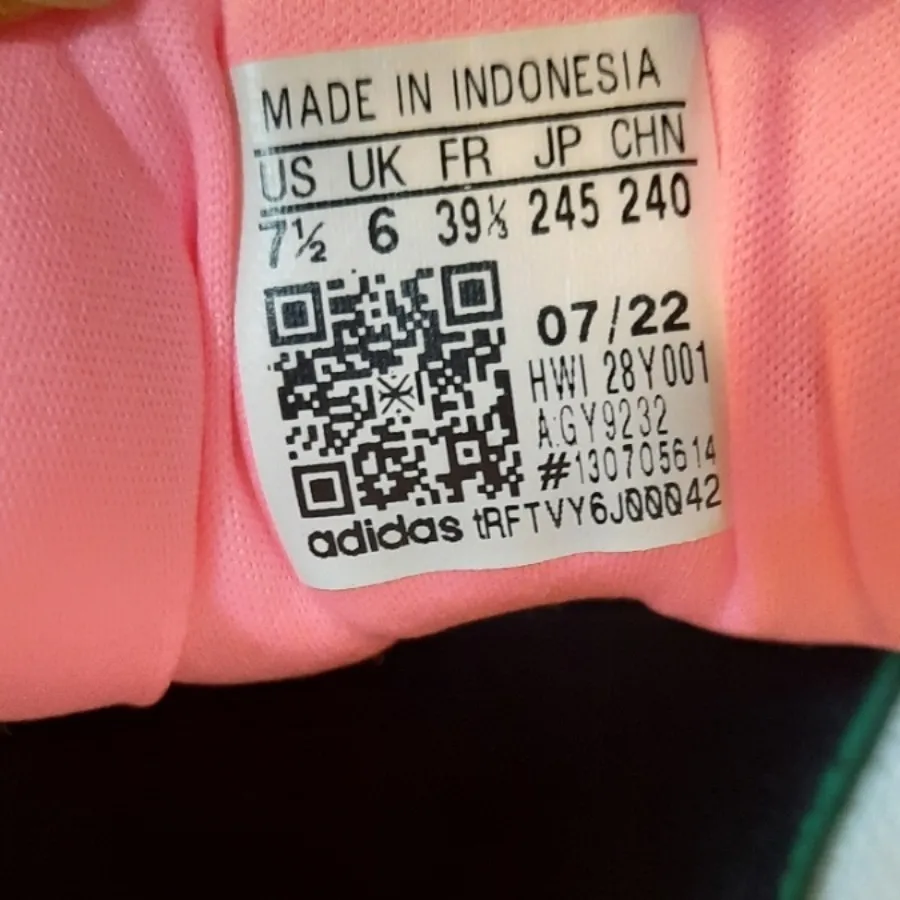 MADE IN INDONESIA
US UK FR JP CHN
7½ 6 39⅓ 245 240
07/22
HWI 28Y001
A:GY9232
#130705614
adidas tRFTVY6J00042